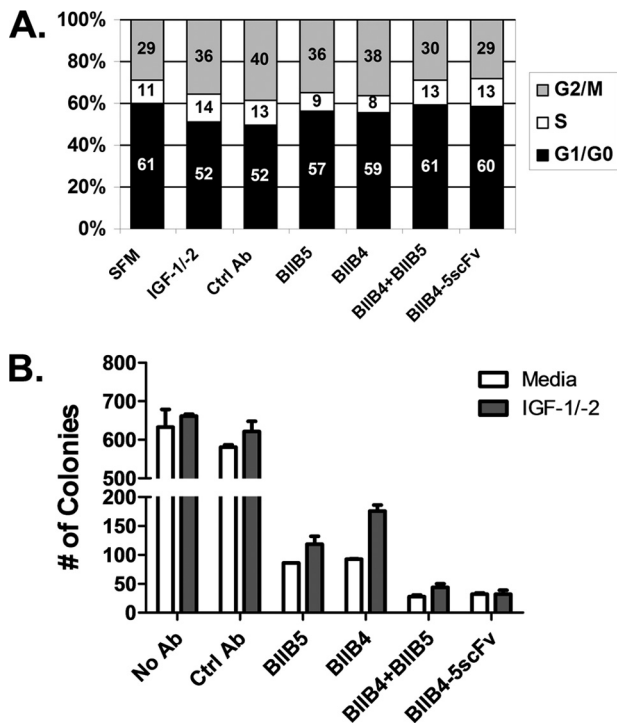 A.
100%
80%
60%
40%
20%
0%
29 36 40 36 38 30 29
11 14 13 9 8 13 13
61 52 52 57 59 61 60
G2/M
S
G1/G0
SFM
IGF-1/-2
Ctrl Ab
BIIB5
BIIB4
BIIB4+BIIB5
BIIB4-5scFv
B.
# of Colonies
800
700
600
500
200
150
100
50
0
Media
IGF-1/-2
No Ab
Ctrl Ab
BIIB5
BIIB4
BIIB4+BIIB5
BIIB4-5scFv